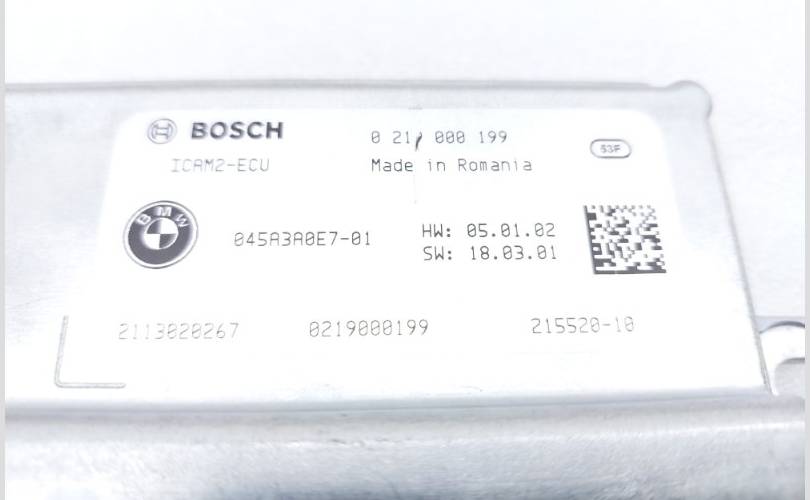 BOSCH
0 21/ 000 199
53F
ICAM2-ECU
Made in Romania
BMW
045A3A0E7-01
HW: 05.01.02
SW: 18.03.01
2113020267
0219000199
215520-10